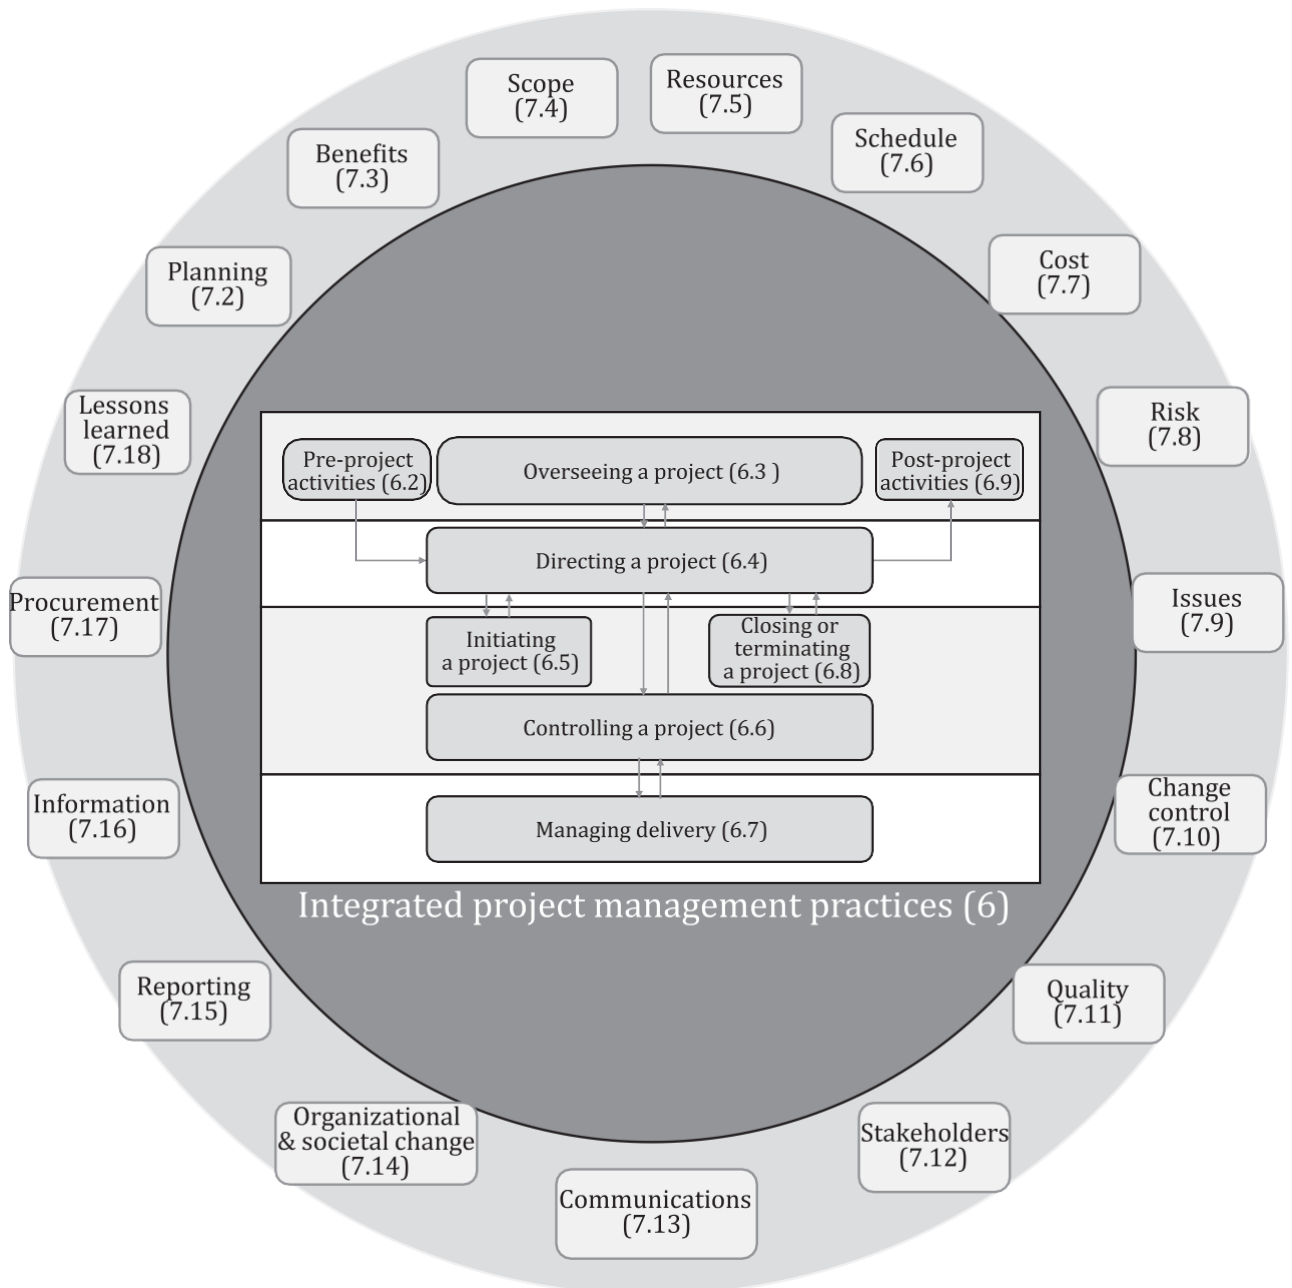 Scope
(7.4)
Resources
(7.5)
Schedule
(7.6)
Benefits
(7.3)
Cost
(7.7)
Planning
(7.2)
Risk
(7.8)
Lessons
learned
(7.18)
Pre-project
activities (6.2)
Overseeing a project (6.3 )
Post-project
activities (6.9)
Directing a project (6.4)
Procurement
(7.17)
Issues
(7.9)
Initiating
a project (6.5)
Closing or
terminating
a project (6.8)
Controlling a project (6.6)
Information
(7.16)
Change
control
(7.10)
Managing delivery (6.7)
Integrated project management practices (6)
Reporting
(7.15)
Quality
(7.11)
Organizational
& societal change
(7.14)
Stakeholders
(7.12)
Communications
(7.13)